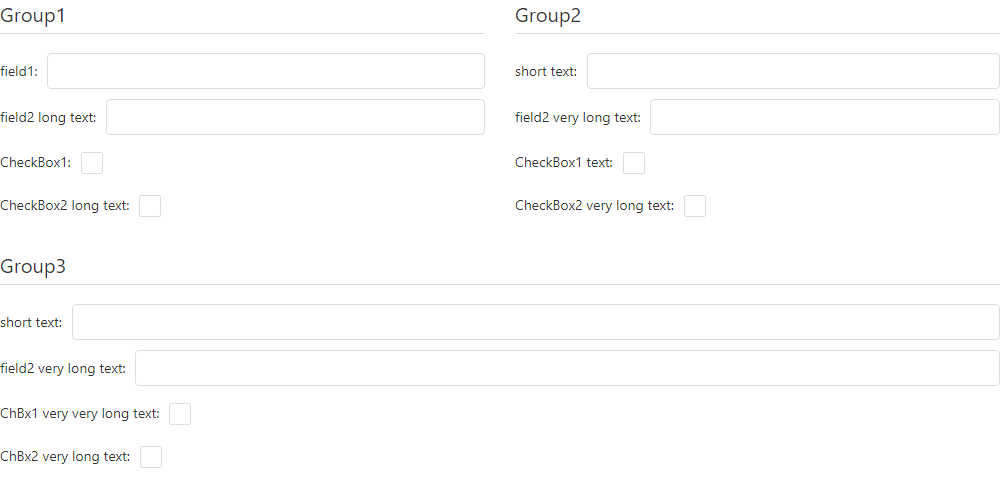 Group1
field1:
field2 long text:
CheckBox1:
CheckBox2 long text:
Group2
short text:
field2 very long text:
CheckBox1 text:
CheckBox2 very long text:
Group3
short text:
field2 very long text:
ChBx1 very very long text:
ChBx2 very long text: